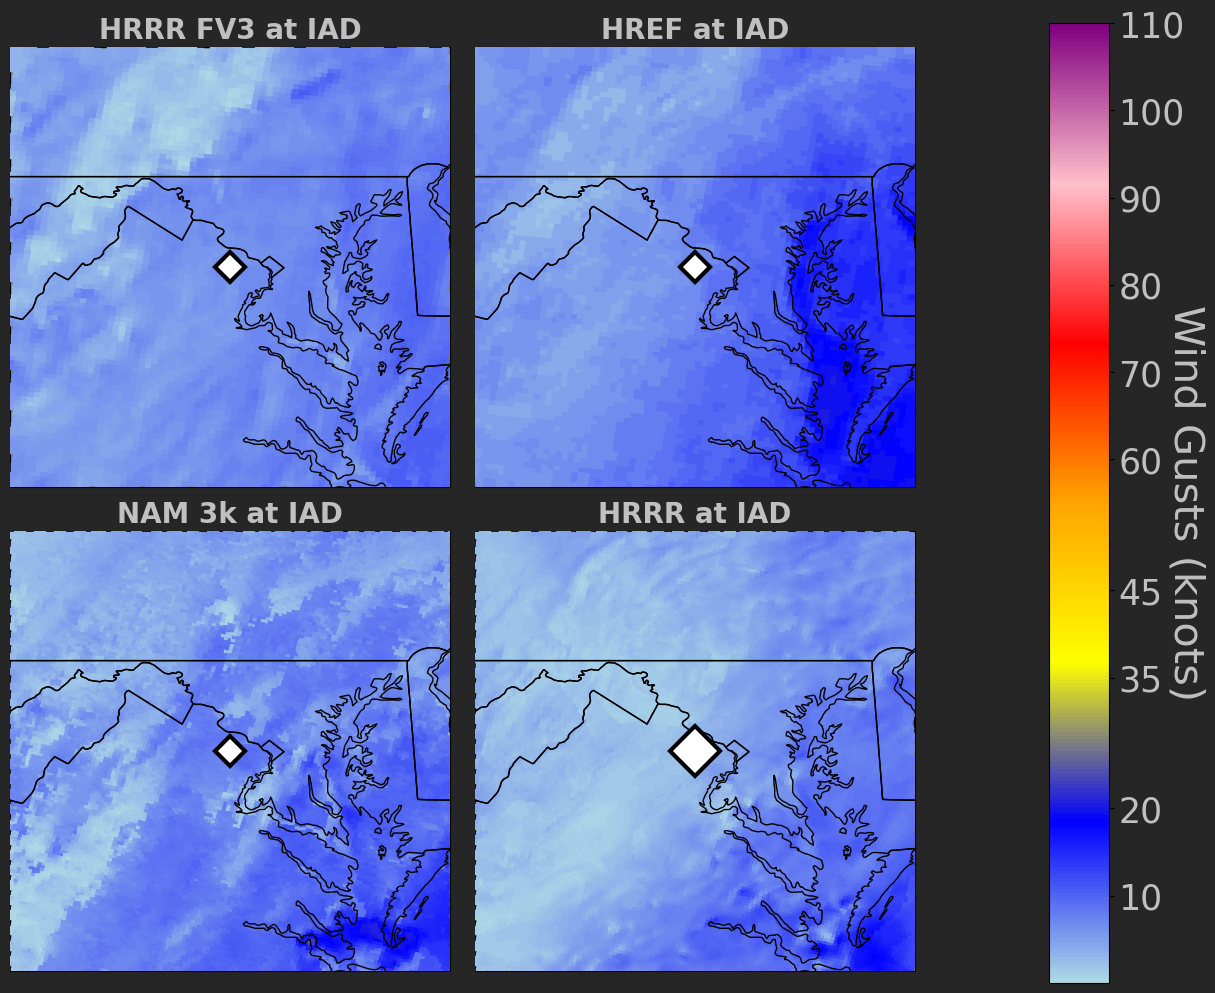 HRRR FV3 at IAD
HREF at IAD
NAM 3k at IAD
HRRR at IAD
110
100
90
80
70
60
45
35
20
10
Wind Gusts (knots)